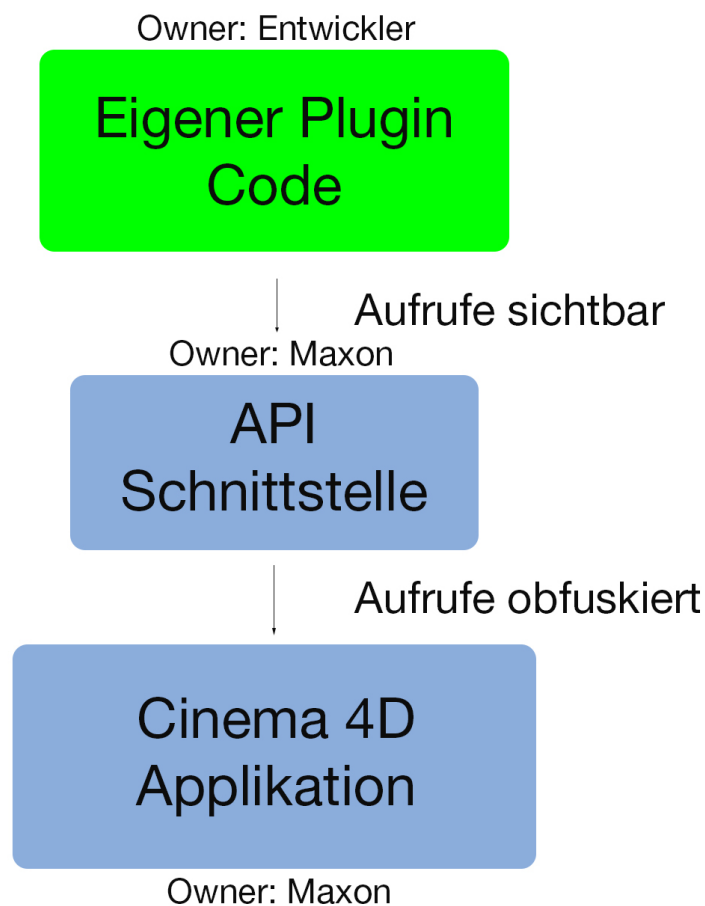 Owner: Entwickler
Eigener Plugin
Code
Aufrufe sichtbar
Owner: Maxon
API
Schnittstelle
Aufrufe obfuskiert
Cinema 4D
Applikation
Owner: Maxon